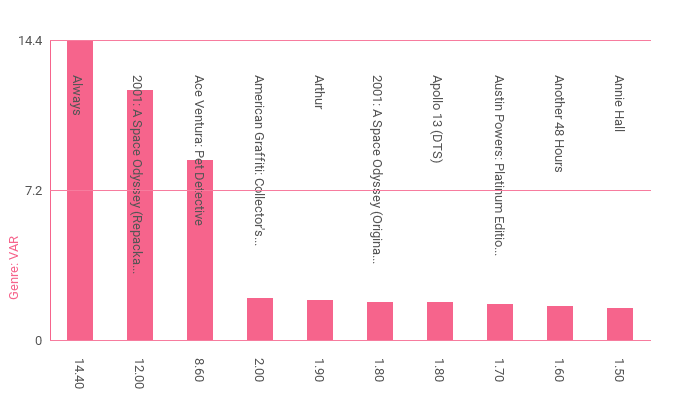 14.4
7.2
0
Genre: VAR
Always
2001: A Space Odyssey (Repacka...
Ace Ventura: Pet Detective
American Graffiti: Collector's...
Arthur
2001: A Space Odyssey (Origina...
Apollo 13 (DTS)
Austin Powers: Platinum Editio...
Another 48 Hours
Annie Hall
14.40
12.00
8.60
2.00
1.90
1.80
1.80
1.70
1.60
1.50